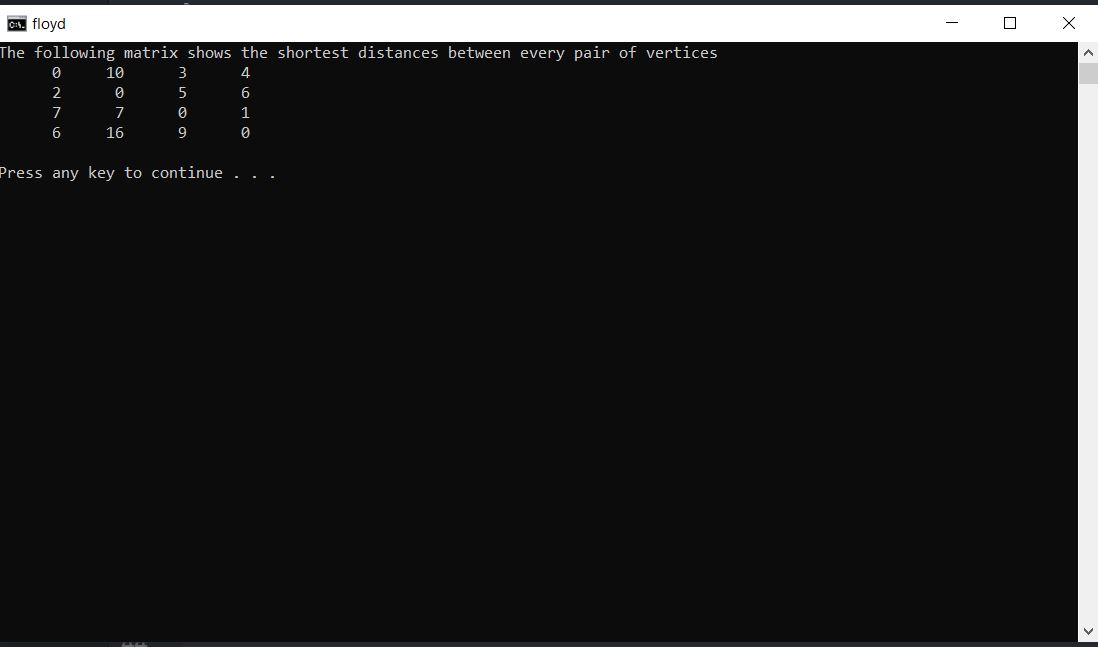 floyd
The following matrix shows the shortest distances between every pair of vertices
0 10 3 4
2 0 5 6
7 7 0 1
6 16 9 0
Press any key to continue . . .